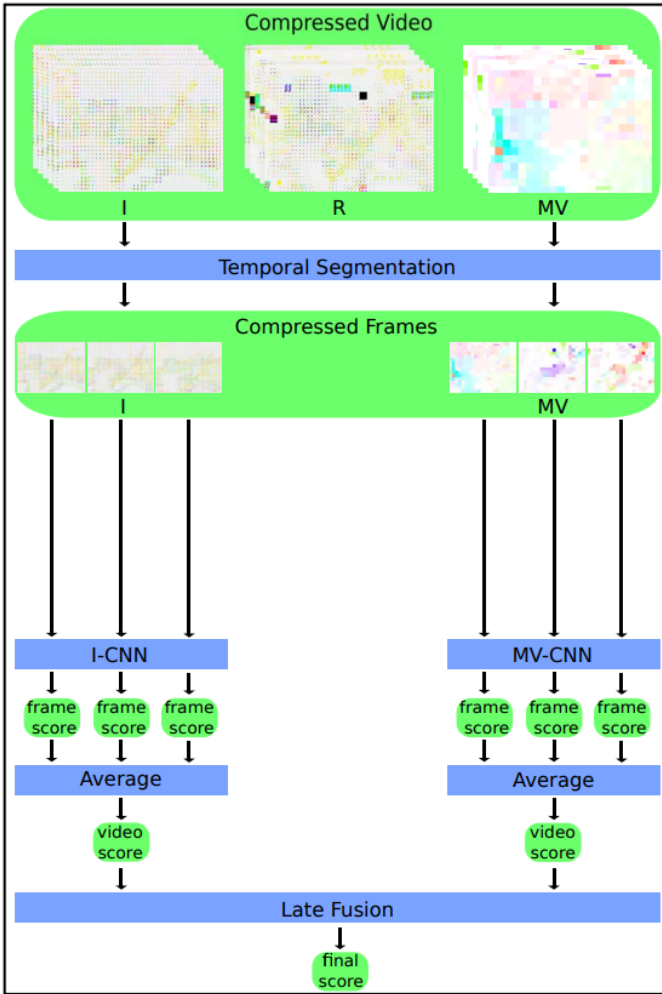 Compressed Video
I R MV
Temporal Segmentation
Compressed Frames
I MV
I-CNN MV-CNN
frame score frame score frame score frame score frame score frame score
Average Average
video score video score
Late Fusion
final score